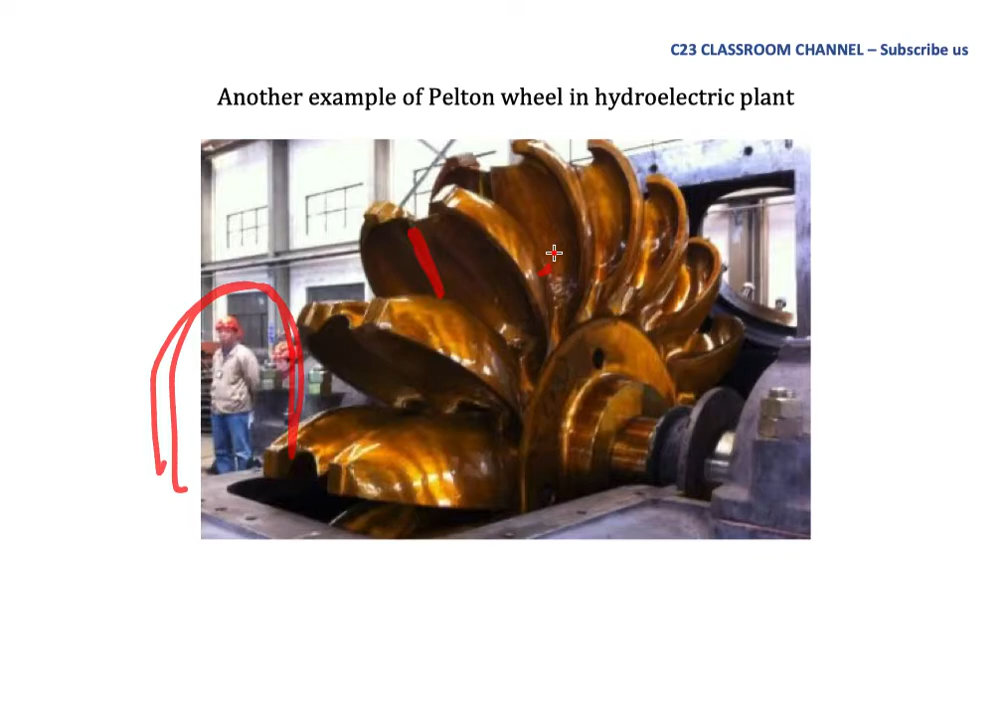 C23 CLASSROOM CHANNEL – Subscribe us
Another example of Pelton wheel in hydroelectric plant